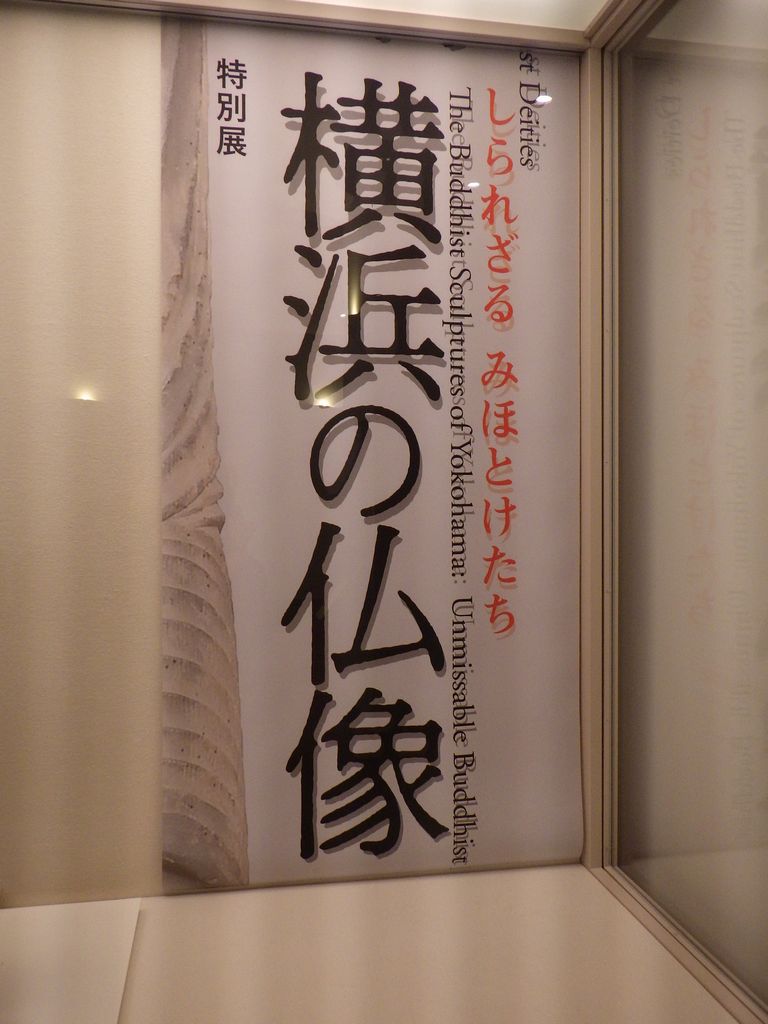 しられざる みほとけたち
The Buddhist Sculptures of Yokohama: Unmissable Buddhist
st Deities
横浜の仏像
特別展